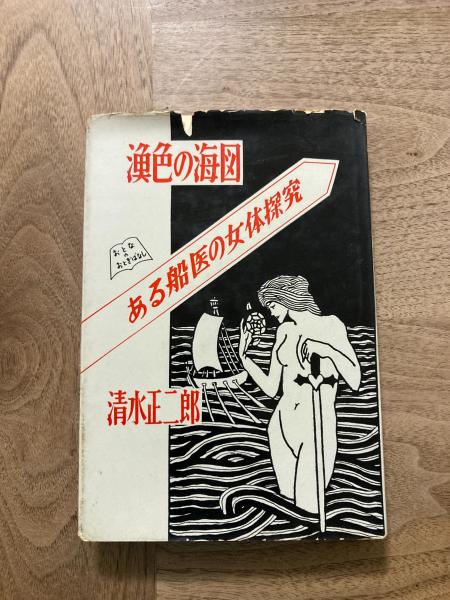 漁色の海図
ある船医の女体探究
おとな
の
おとぎばなし
清水正二郎